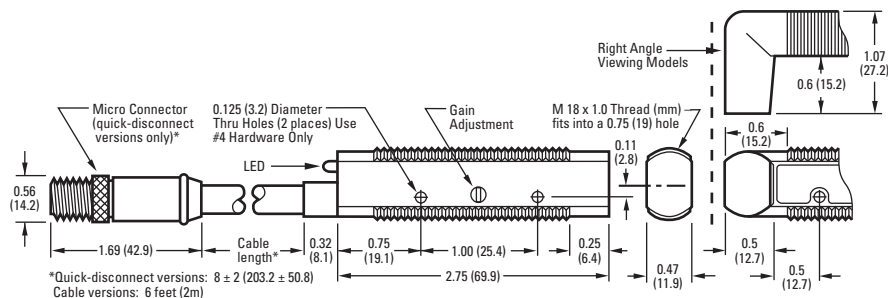 Right Angle
Viewing Models
1.07
(27.2)
0.6 (15.2)
Micro Connector
(quick-disconnect
versions only)*
0.125 (3.2) Diameter
Thru Holes (2 places) Use
#4 Hardware Only
Gain
Adjustment
M 18 x 1.0 Thread (mm)
fits into a 0.75 (19) hole
0.11
(2.8)
0.6
(15.2)
LED
0.56
(14.2)
1.69 (42.9)
Cable
length*
0.32
(8.1)
0.75
(19.1)
1.00 (25.4)
0.25
(6.4)
2.75 (69.9)
0.47
(11.9)
0.5
(12.7)
0.5
(12.7)
*Quick-disconnect versions: 8 ± 2 (203.2 ± 50.8)
Cable versions: 6 feet (2m)